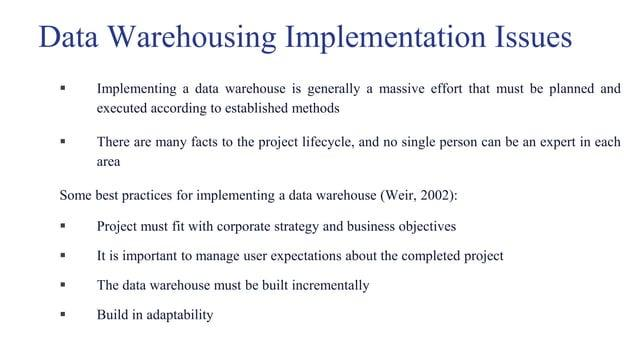 Data Warehousing Implementation Issues
▪ Implementing a data warehouse is generally a massive effort that must be planned and
executed according to established methods
▪ There are many facts to the project lifecycle, and no single person can be an expert in each
area
Some best practices for implementing a data warehouse (Weir, 2002):
▪ Project must fit with corporate strategy and business objectives
▪ It is important to manage user expectations about the completed project
▪ The data warehouse must be built incrementally
▪ Build in adaptability